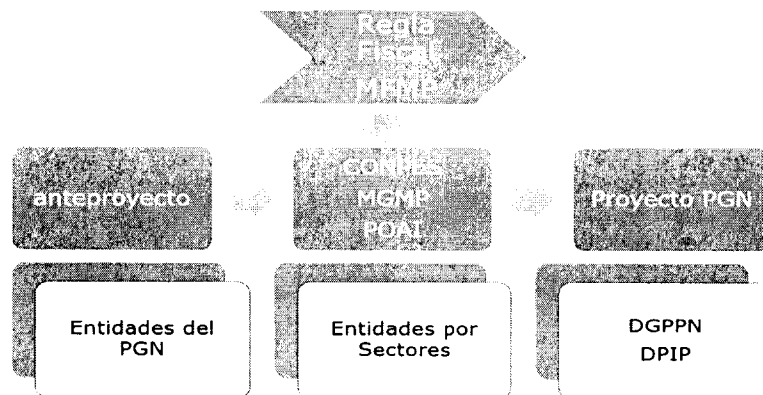 Regla
Fiscal
MFMP
anteproyecto
CONPES
MGMP
POAI
Proyecto PGN
Entidades del
PGN
Entidades por
Sectores
DGPPN
DPIP